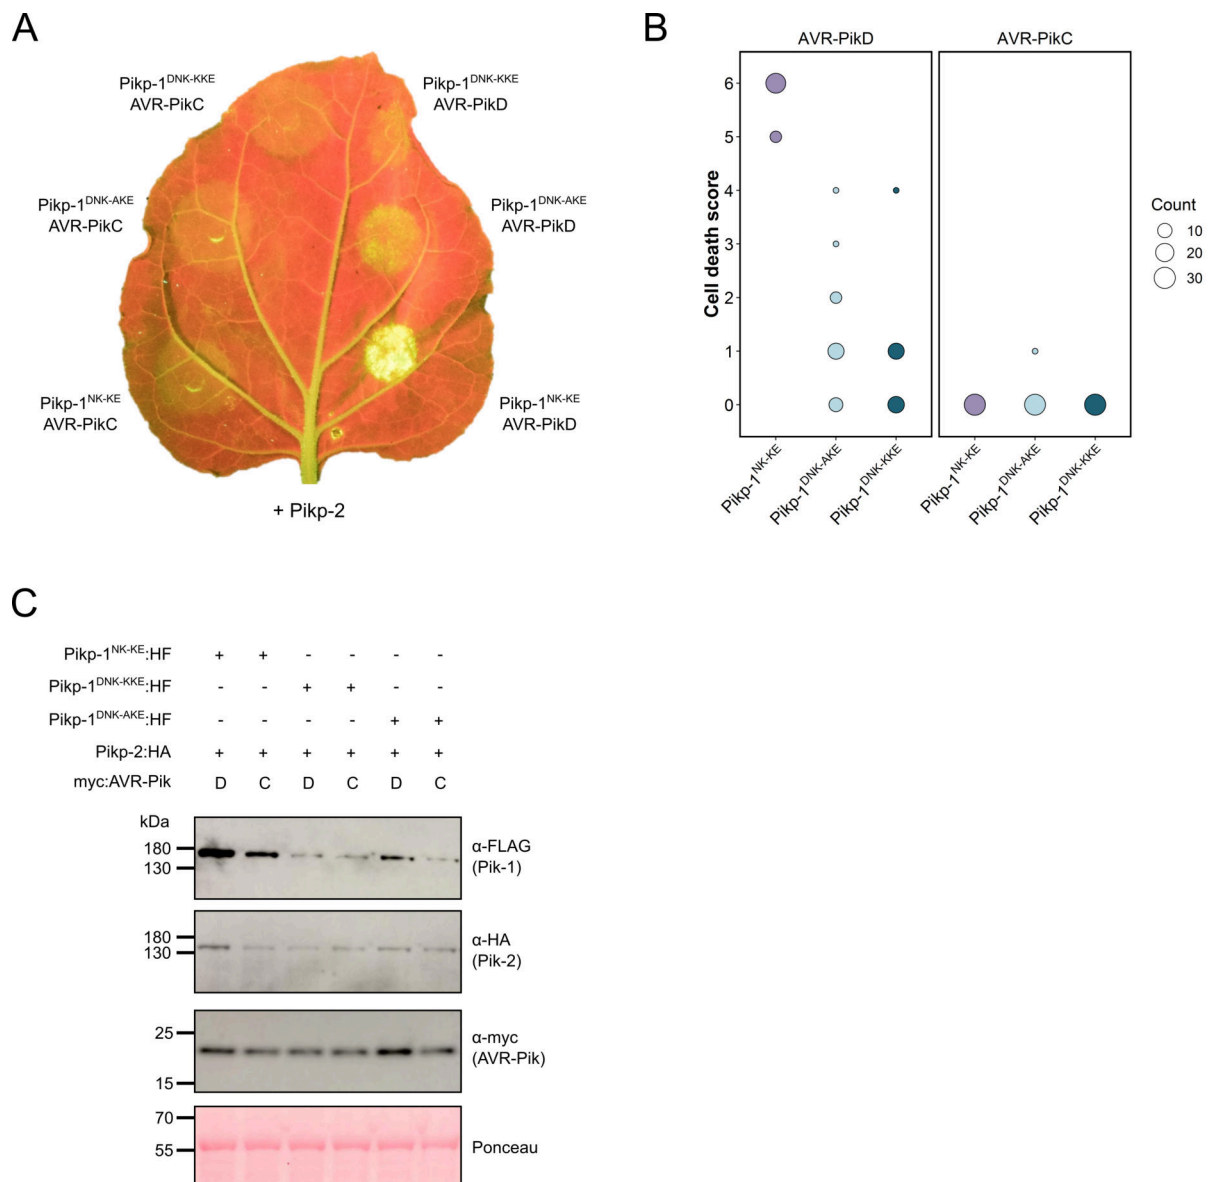 A
Pikp-1DNK-KKE
AVR-PikC
Pikp-1DNK-KKE
AVR-PikD
Pikp-1DNK-AKE
AVR-PikC
Pikp-1DNK-AKE
AVR-PikD
Pikp-1NK-KE
AVR-PikC
Pikp-1NK-KE
AVR-PikD
+ Pikp-2
B
AVR-PikD AVR-PikC
Cell death score
6
5
4
3
2
1
0
Pikp-1NK-KE
Pikp-1DNK-AKE
Pikp-1DNK-KKE
Pikp-1NK-KE
Pikp-1DNK-AKE
Pikp-1DNK-KKE
Count
10
20
30
C
Pikp-1NK-KE:HF + + - - - -
Pikp-1DNK-KKE:HF - - + + - -
Pikp-1DNK-AKE:HF - - - - + +
Pikp-2:HA + + + + + +
myc:AVR-Pik D C D C D C
kDa
180
130
α-FLAG
(Pik-1)
180
130
α-HA
(Pik-2)
25
15
α-myc
(AVR-Pik)
70
55
Ponceau